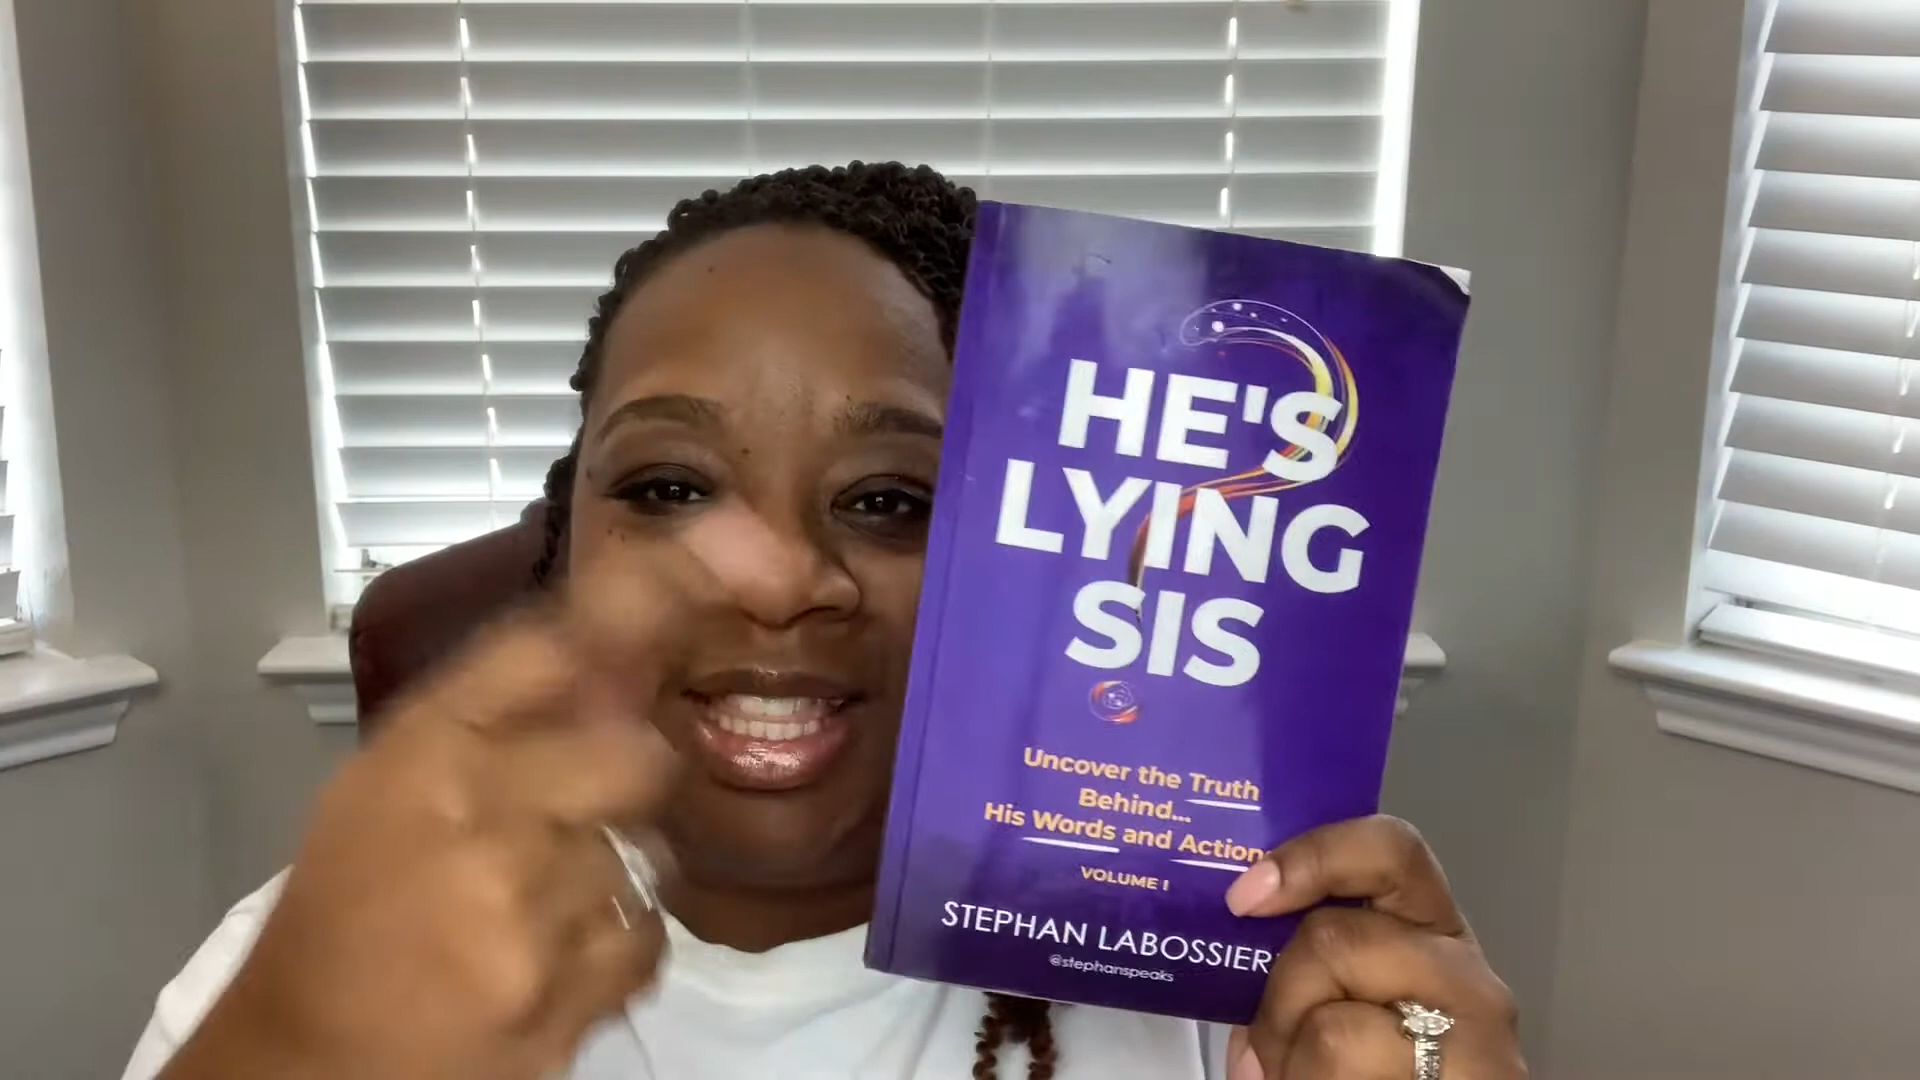 HE'S
LYING
SIS
Uncover the Truth
Behind...
His Words and Action
VOLUME I
STEPHAN LABOSSIER
@stephanspeaks